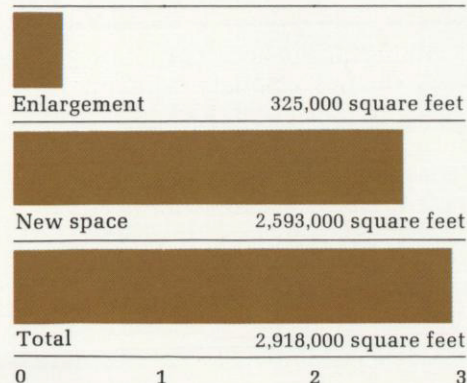 Enlargement 325,000 square feet
New space 2,593,000 square feet
Total 2,918,000 square feet
0 1 2 3